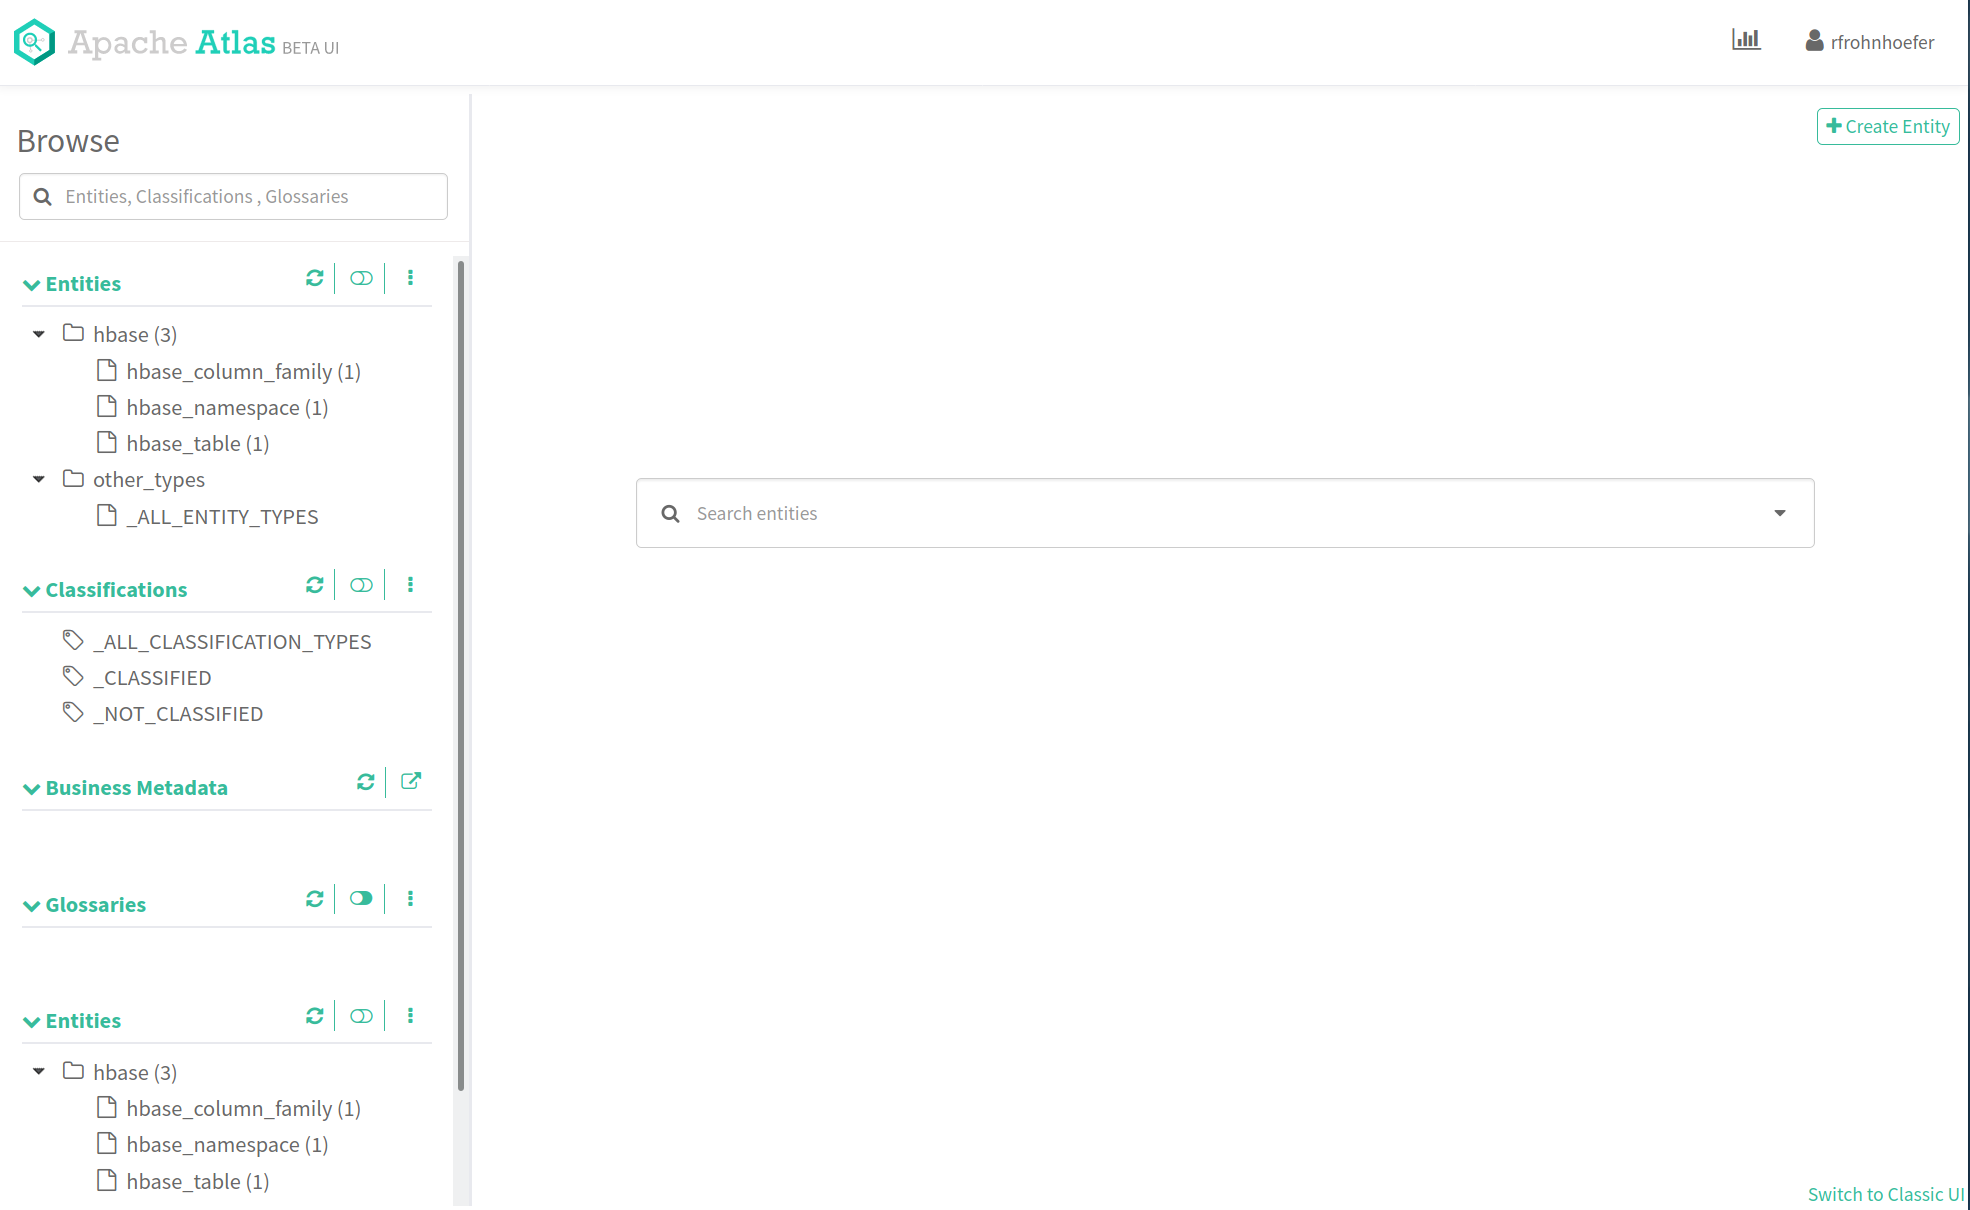 Apache Atlas BETA UI
rfrohnhoefer
Browse
Entities, Classifications , Glossaries
Entities
hbase (3)
hbase_column_family (1)
hbase_namespace (1)
hbase_table (1)
other_types
_ALL_ENTITY_TYPES
Classifications
_ALL_CLASSIFICATION_TYPES
_CLASSIFIED
_NOT_CLASSIFIED
Business Metadata
Glossaries
Entities
hbase (3)
hbase_column_family (1)
hbase_namespace (1)
hbase_table (1)
Create Entity
Search entities
Switch to Classic UI